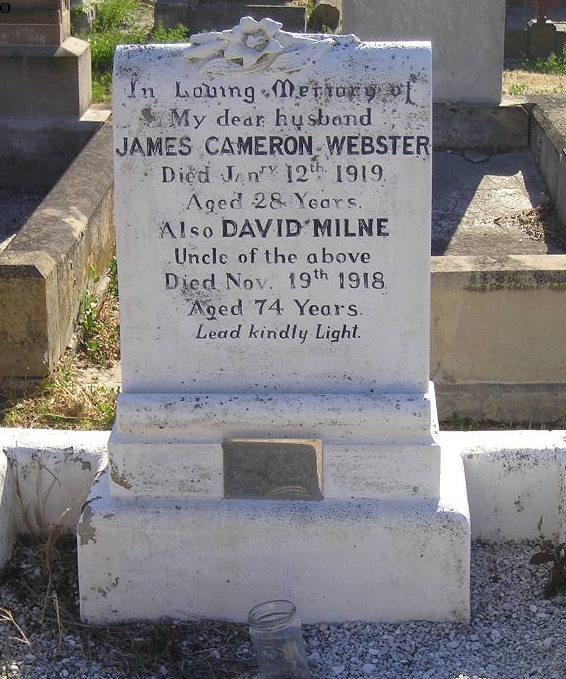 ©
In Loving Memory of
My dear husband
JAMES CAMERON WEBSTER
Died Janry 12th 1919
Aged 28 Years.
Also DAVID MILNE
Uncle of the above
Died Nov. 19th 1918
Aged 74 Years.
Lead kindly Light.